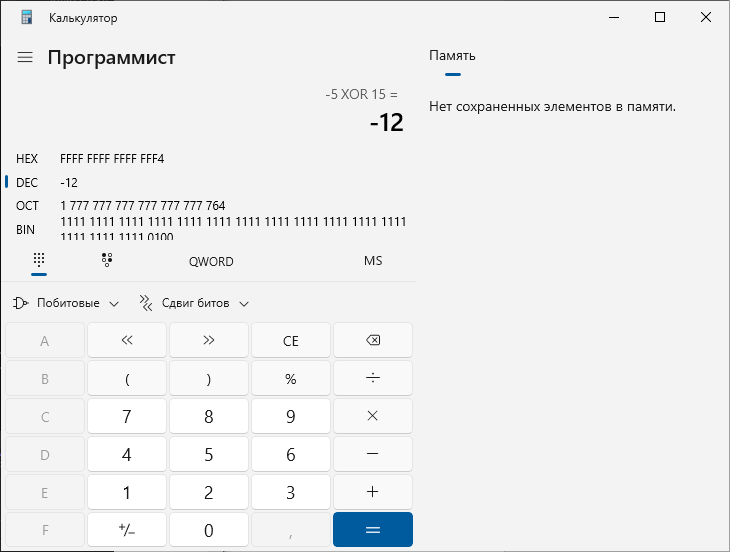 Калькулятор
Программист
Память
-5 XOR 15 =
-12
Нет сохраненных элементов в памяти.
HEX FFFF FFFF FFFF FFF4
DEC -12
OCT 1 777 777 777 777 777 777 764
BIN 1111 1111 1111 1111 1111 1111 1111 1111 1111 1111 1111 1111
1111 1111 1111 0100
QWORD MS
Побитовые Сдвиг битов
A « » CE
B ( ) % ÷
C 7 8 9 ×
D 4 5 6 −
E 1 2 3 +
F +/− 0 , =